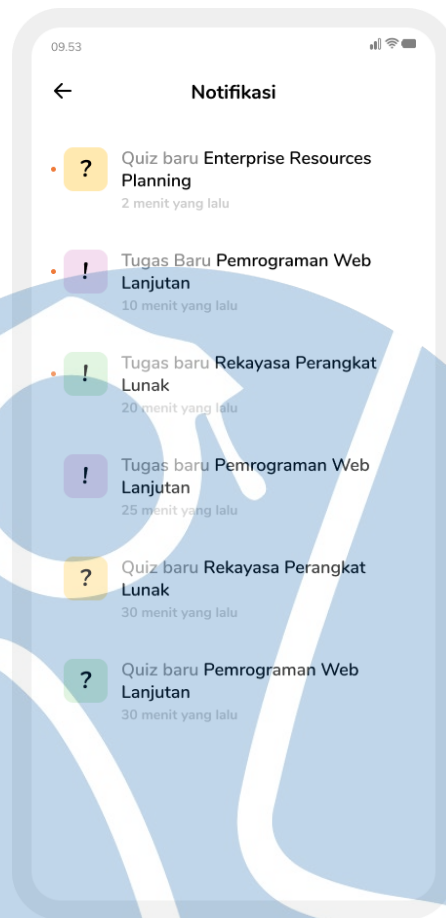 09.53
Notifikasi
? Quiz baru Enterprise Resources
Planning
2 menit yang lalu
! Tugas Baru Pemrograman Web
Lanjutan
10 menit yang lalu
! Tugas baru Rekayasa Perangkat
Lunak
20 menit yang lalu
! Tugas baru Pemrograman Web
Lanjutan
25 menit yang lalu
? Quiz baru Rekayasa Perangkat
Lunak
30 menit yang lalu
? Quiz baru Pemrograman Web
Lanjutan
30 menit yang lalu